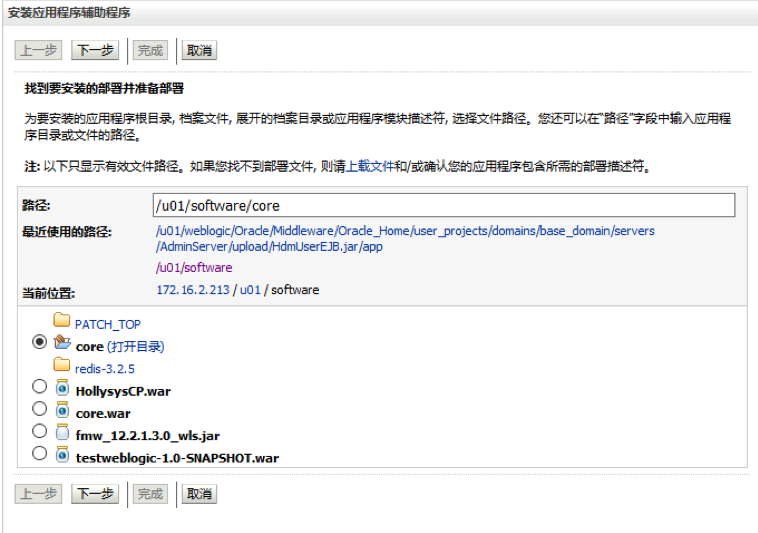 安装应用程序辅助程序
上一步 下一步 完成 取消
找到要安装的部署并准备部署
为要安装的应用程序根目录, 档案文件, 展开的档案目录或应用程序模块描述符, 选择文件路径。您还可以在"路径"字段中输入应用程
序目录或文件的路径。
注: 以下只显示有效文件路径。如果您找不到部署文件, 则请上载文件和/或确认您的应用程序包含所需的部署描述符。
路径: /u01/software/core
最近使用的路径: /u01/weblogic/Oracle/Middleware/Oracle_Home/user_projects/domains/base_domain/servers
/AdminServer/upload/HdmUserEJB.jar/app
/u01/software
当前位置: 172.16.2.213 / u01 / software
PATCH_TOP
core (打开目录)
redis-3.2.5
HollysysCP.war
core.war
fmw_12.2.1.3.0_wls.jar
testweblogic-1.0-SNAPSHOT.war
上一步 下一步 完成 取消